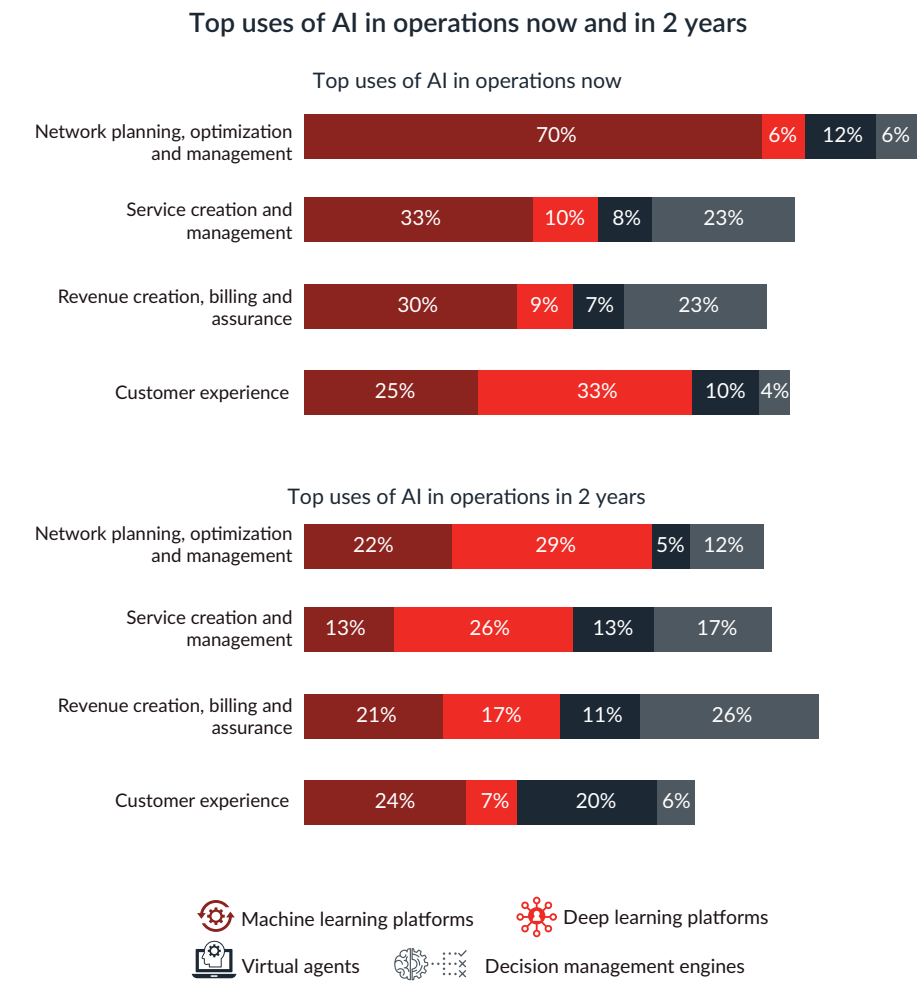 Top uses of AI in operations now and in 2 years
Top uses of AI in operations now
Network planning, optimization
and management
70% 6% 12% 6%
Service creation and
management
33% 10% 8% 23%
Revenue creation, billing and
assurance
30% 9% 7% 23%
Customer experience
25% 33% 10% 4%
Top uses of AI in operations in 2 years
Network planning, optimization
and management
22% 29% 5% 12%
Service creation and
management
13% 26% 13% 17%
Revenue creation, billing and
assurance
21% 17% 11% 26%
Customer experience
24% 7% 20% 6%
Machine learning platforms
Deep learning platforms
Virtual agents
Decision management engines